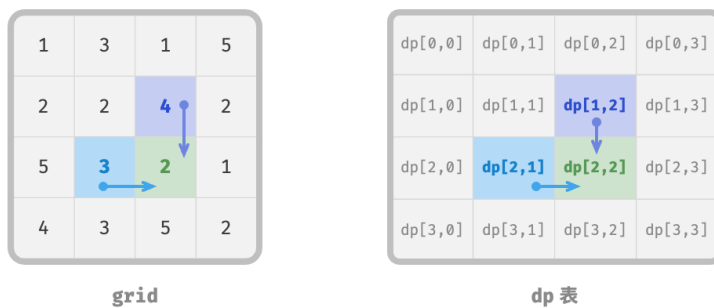 1 3 1 5
2 2 4 2
5 3 2 1
4 3 5 2
grid
dp[0,0] dp[0,1] dp[0,2] dp[0,3]
dp[1,0] dp[1,1] dp[1,2] dp[1,3]
dp[2,0] dp[2,1] dp[2,2] dp[2,3]
dp[3,0] dp[3,1] dp[3,2] dp[3,3]
dp 表